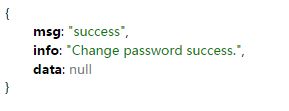 {
msg: "success",
info: "Change password success.",
data: null
}